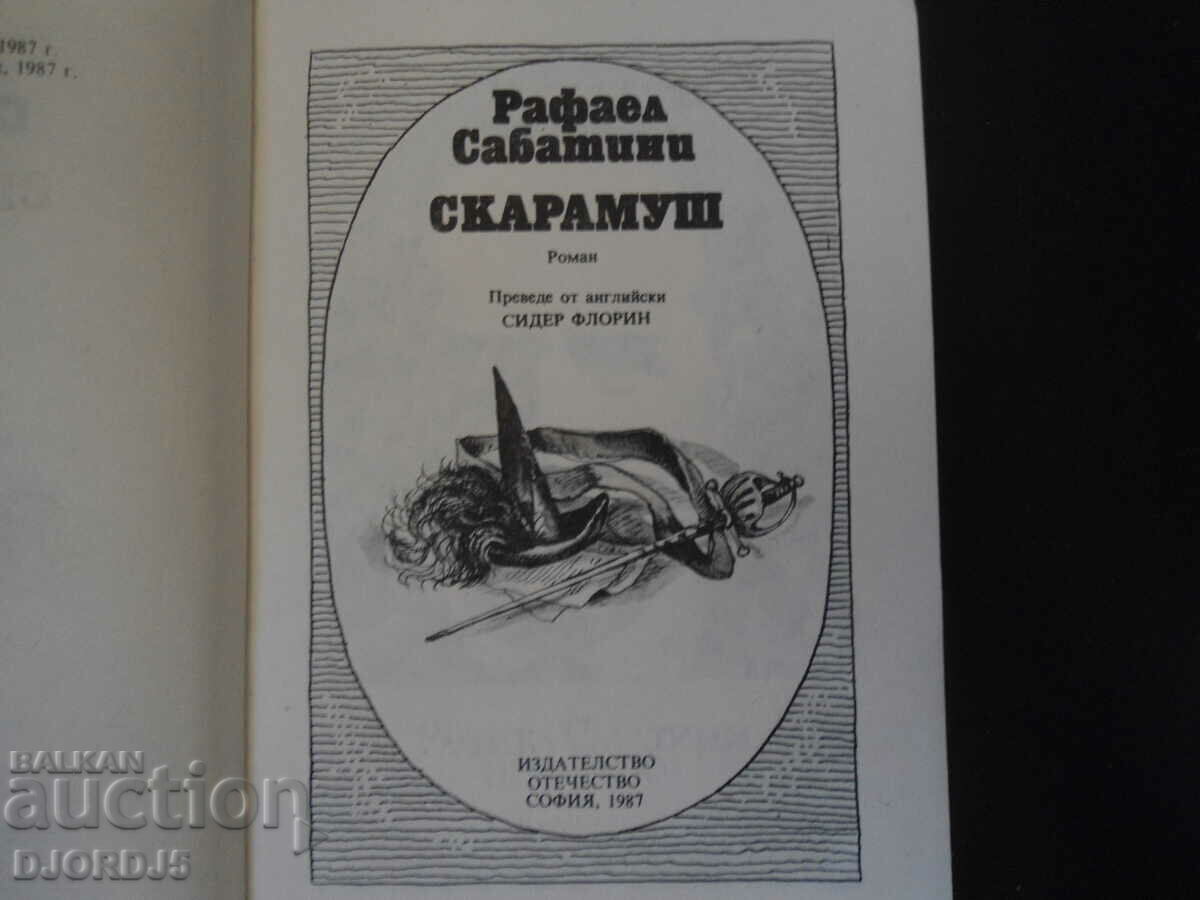 1987 г.
1987 г.
Рафаел
Сабатини
СКАРАМУШ
Роман
Преведе от английски
СИДЕР ФЛОРИН
ИЗДАТЕЛСТВО
ОТЕЧЕСТВО
СОФИЯ, 1987
BALKAN
auction
DJORDJ5